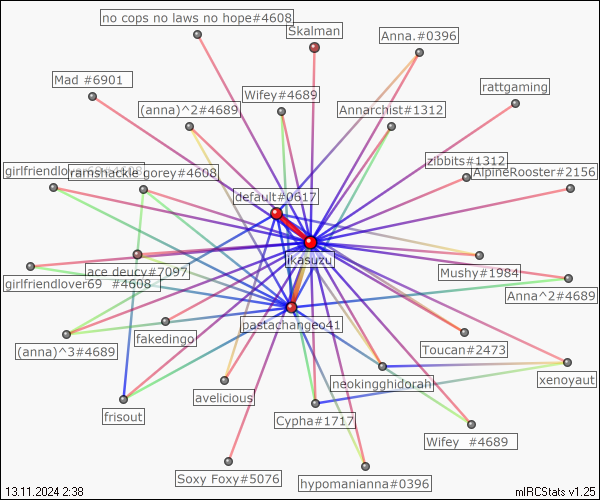 no cops no laws no hope#4608
Skalman
Anna.#0396
Mad #6901
Wifey#4689
rattgaming
(anna)^2#4689
Annarchist#1312
zibbits#1312
girlfriendlover69#4608
ramshackle gorey#4608
AlpineRooster#2156
default#0617
ikasuzu
ace deucy#7097
Mushy#1984
girlfriendlover69 #4608
Anna^2#4689
pastachangeo41
fakedingo
(anna)^3#4689
Toucan#2473
neokingghidorah
xenoyaut
avelicious
frisout
Cypha#1717
Wifey #4689
Soxy Foxy#5076
hypomanianna#0396
13.11.2024 2:38
mIRCStats v1.25